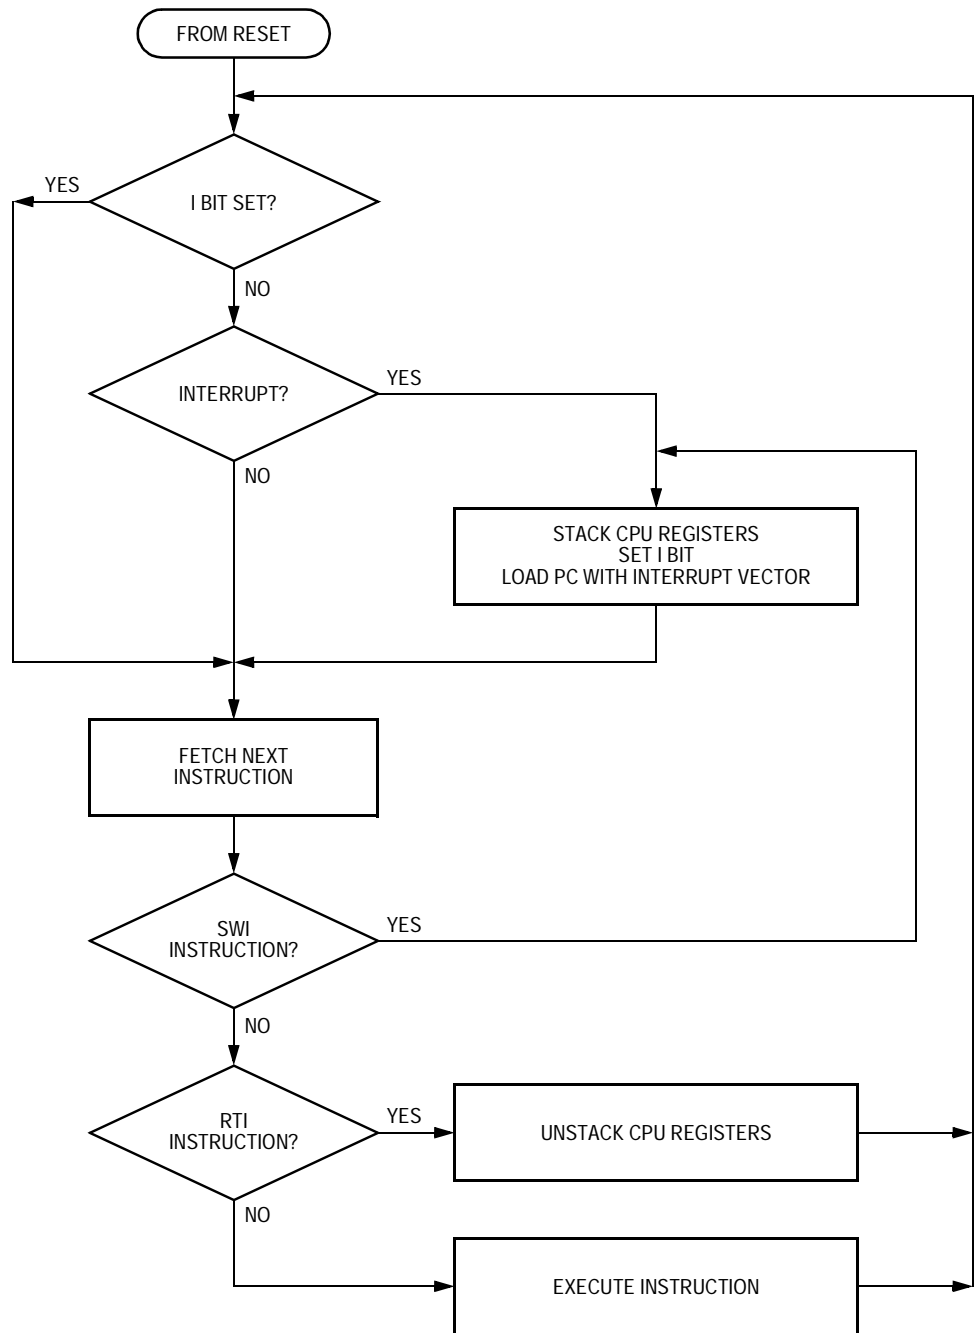 FROM RESET
YES
I BIT SET?
NO
INTERRUPT?
YES
NO
STACK CPU REGISTERS
SET I BIT
LOAD PC WITH INTERRUPT VECTOR
FETCH NEXT
INSTRUCTION
SWI
INSTRUCTION?
YES
NO
RTI
INSTRUCTION?
YES
UNSTACK CPU REGISTERS
NO
EXECUTE INSTRUCTION